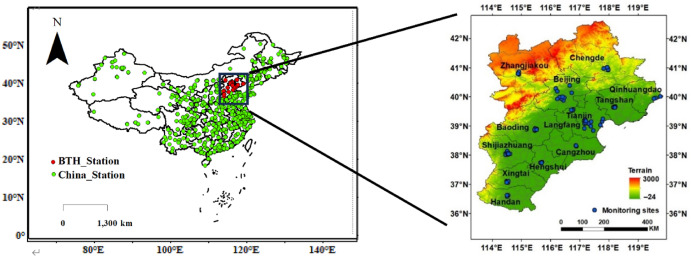 N
50°N
40°N
30°N
20°N
10°N
0°
80°E
100°E
120°E
140°E
BTH_Station
China_Station
0
1,300 km
114°E 115°E 116°E 117°E 118°E 119°E
42°N
41°N
40°N
39°N
38°N
37°N
36°N
42°N
41°N
40°N
39°N
38°N
37°N
36°N
Zhangjiakou
Chengde
Beijing
Qinhuangdao
Tangshan
Tianjin
Langfang
Baoding
Shijiazhuang
Cangzhou
Hengshui
Xingtai
Handan
Terrain
3000
-24
Monitoring sites
0 100 200 400
KM
114°E 115°E 116°E 117°E 118°E 119°E